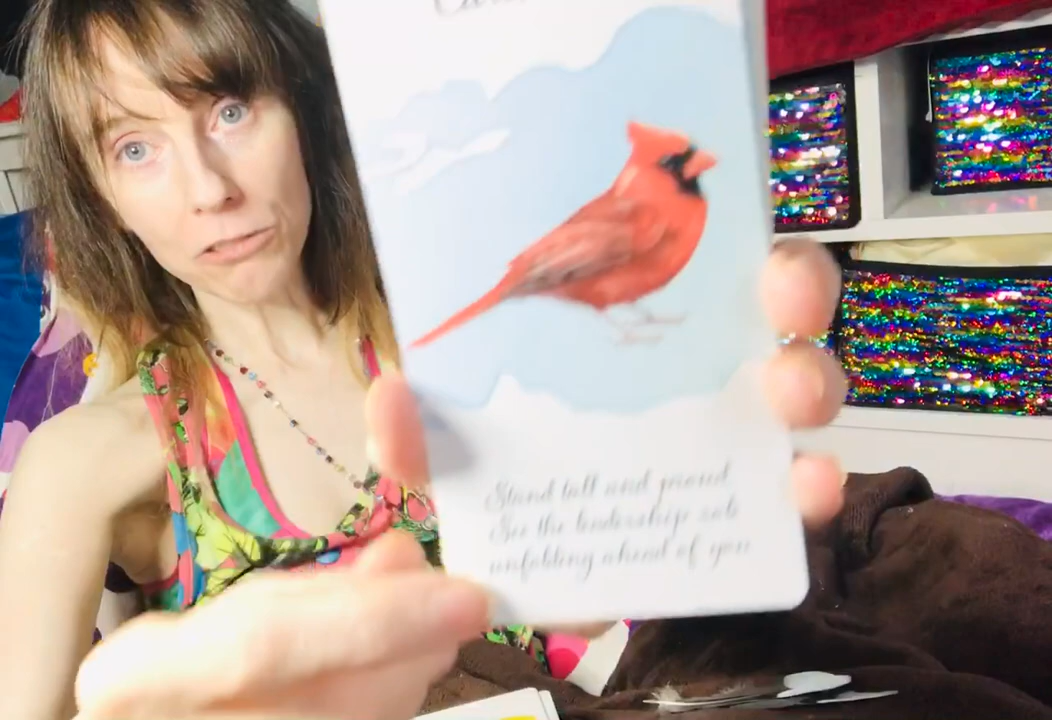 Stand tall and proud.
See the leadership role
unfolding ahead of you